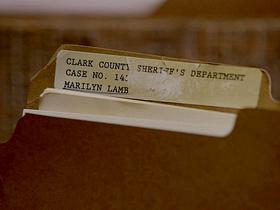 CLARK COUNTY SHERIFF'S DEPARTMENT
CASE NO. 14
MARILYN LAMB